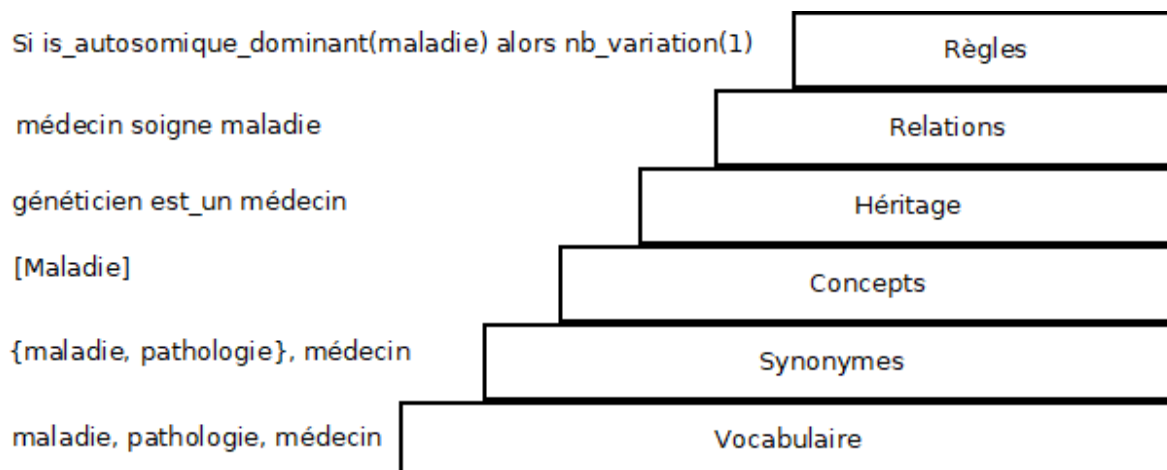 Si is_autosomique_dominant(maladie) alors nb_variation(1)
Règles
médecin soigne maladie
Relations
généticien est_un médecin
Héritage
[Maladie]
Concepts
{maladie, pathologie}, médecin
Synonymes
maladie, pathologie, médecin
Vocabulaire